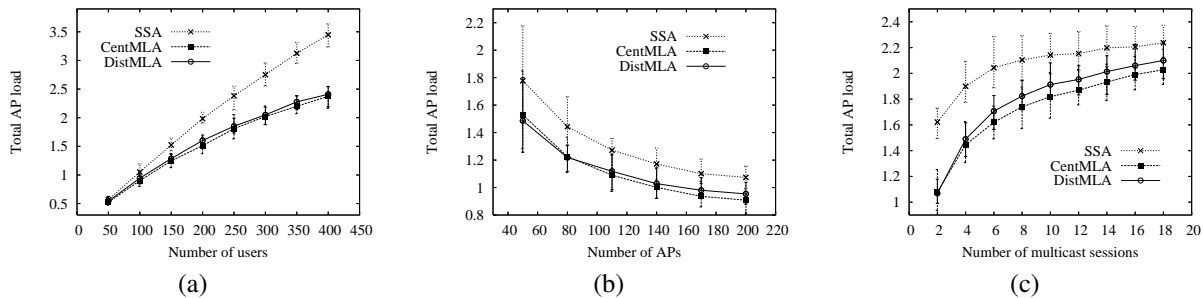 3.5
3
2.5
2
1.5
1
0.5
0 50 100 150 200 250 300 350 400 450
Total AP load
Number of users
SSA
CentMLA
DistMLA
(a)
2.2
2
1.8
1.6
1.4
1.2
1
0.8
40 60 80 100 120 140 160 180 200 220
Total AP load
Number of APs
SSA
CentMLA
DistMLA
(b)
2.2
2
1.8
1.6
1.4
1.2
1
0 2 4 6 8 10 12 14 16 18 20
Total AP load
Number of multicast sessions
SSA
CentMLA
DistMLA
(c)